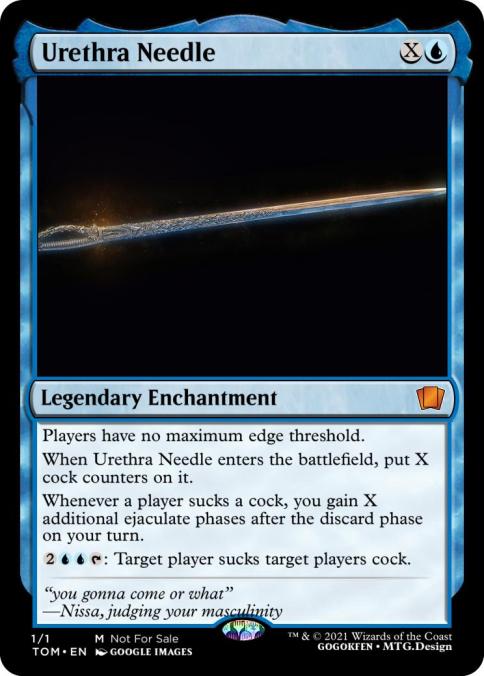 Urethra Needle X
Legendary Enchantment
Players have no maximum edge threshold.
When Urethra Needle enters the battlefield, put X
cock counters on it.
Whenever a player sucks a cock, you gain X
additional ejaculate phases after the discard phase
on your turn.
2 : Target player sucks target players cock.
“you gonna come or what”
—Nissa, judging your masculinity
1/1 M Not For Sale ™ & © 2021 Wizards of the Coast
TOM • EN GOOGLE IMAGES GOGOKFEN • MTG.Design